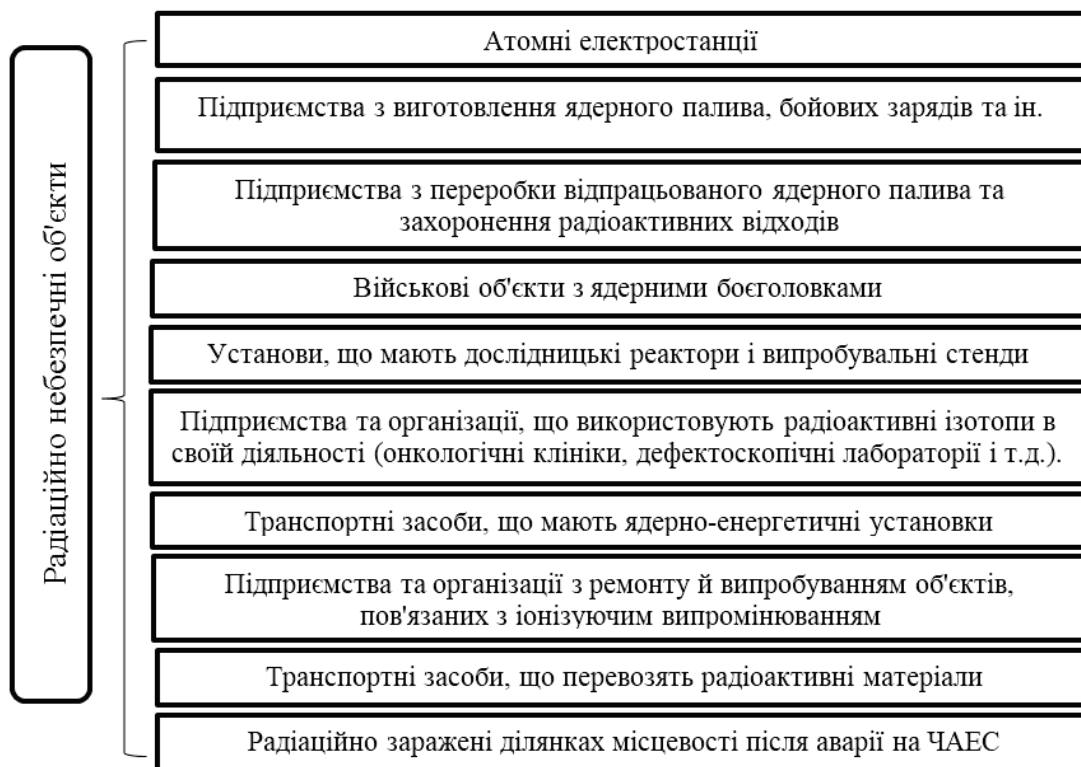 Радіаційно небезпечні об'єкти
Атомні електростанції
Підприємства з виготовлення ядерного палива, бойових зарядів та ін.
Підприємства з переробки відпрацьованого ядерного палива та
захоронення радіоактивних відходів
Військові об'єкти з ядерними боєголовками
Установи, що мають дослідницькі реактори і випробувальні стенди
Підприємства та організації, що використовують радіоактивні ізотопи в
своїй діяльності (онкологічні клініки, дефектоскопічні лабораторії і т.д.).
Транспортні засоби, що мають ядерно-енергетичні установки
Підприємства та організації з ремонту й випробуванням об'єктів,
пов'язаних з іонізуючим випромінюванням
Транспортні засоби, що перевозять радіоактивні матеріали
Радіаційно заражені ділянках місцевості після аварії на ЧАЕС